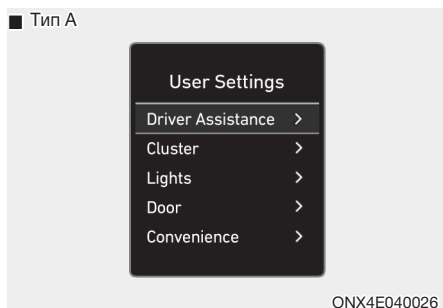 Тип A
User Settings
Driver Assistance >
Cluster >
Lights >
Door >
Convenience >
ONX4E040026